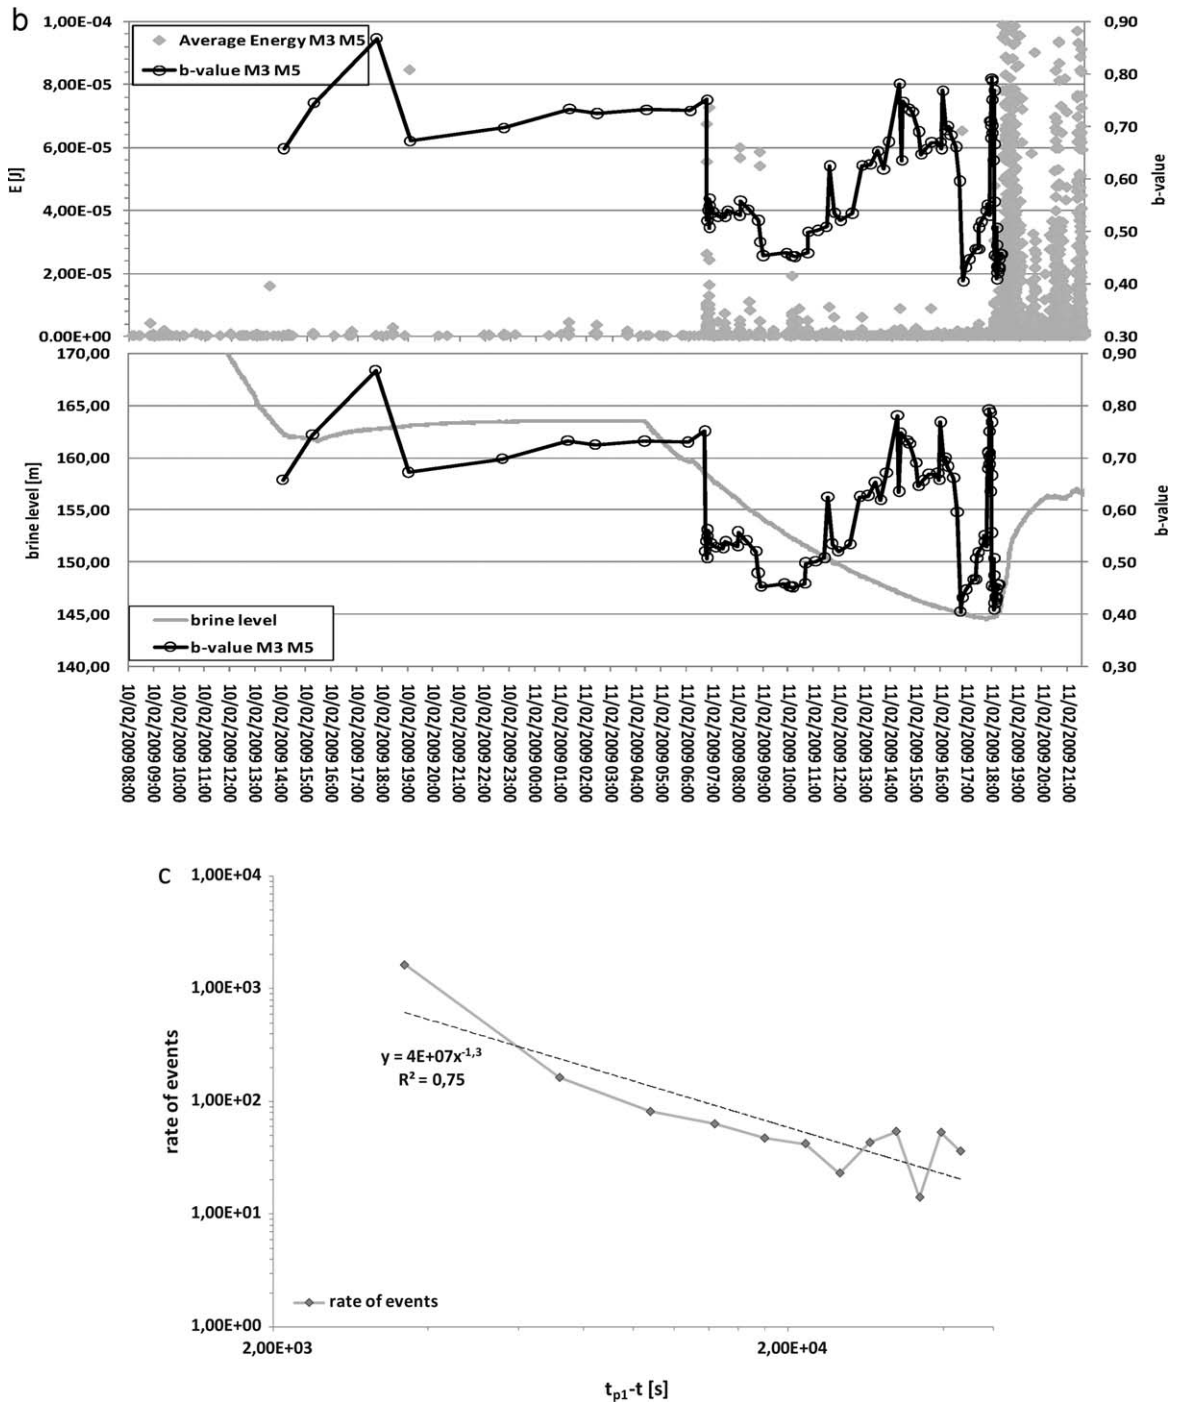 b
1,00E-04
8,00E-05
6,00E-05
4,00E-05
2,00E-05
0.00E+00
E [J]
Average Energy M3 M5
b-value M3 M5
0,90
0,80
0,70
0,60
0,50
0,40
0,30
b-value
170,00
165,00
160,00
155,00
150,00
145,00
140,00
brine level [m]
brine level
b-value M3 M5
0,90
0,80
0,70
0,60
0,50
0,40
0,30
b-value
10/02/2009 08:00
10/02/2009 09:00
10/02/2009 10:00
10/02/2009 11:00
10/02/2009 12:00
10/02/2009 13:00
10/02/2009 14:00
10/02/2009 15:00
10/02/2009 16:00
10/02/2009 17:00
10/02/2009 18:00
10/02/2009 19:00
10/02/2009 20:00
10/02/2009 21:00
10/02/2009 22:00
10/02/2009 23:00
11/02/2009 00:00
11/02/2009 01:00
11/02/2009 02:00
11/02/2009 03:00
11/02/2009 04:00
11/02/2009 05:00
11/02/2009 06:00
11/02/2009 07:00
11/02/2009 08:00
11/02/2009 09:00
11/02/2009 10:00
11/02/2009 11:00
11/02/2009 12:00
11/02/2009 13:00
11/02/2009 14:00
11/02/2009 15:00
11/02/2009 16:00
11/02/2009 17:00
11/02/2009 18:00
11/02/2009 19:00
11/02/2009 20:00
11/02/2009 21:00
c
1,00E+04
1,00E+03
1,00E+02
1,00E+01
1,00E+00
rate of events
y = 4E+07x^-1,3
R² = 0,75
rate of events
2,00E+03
2,00E+04
tp1-t [s]